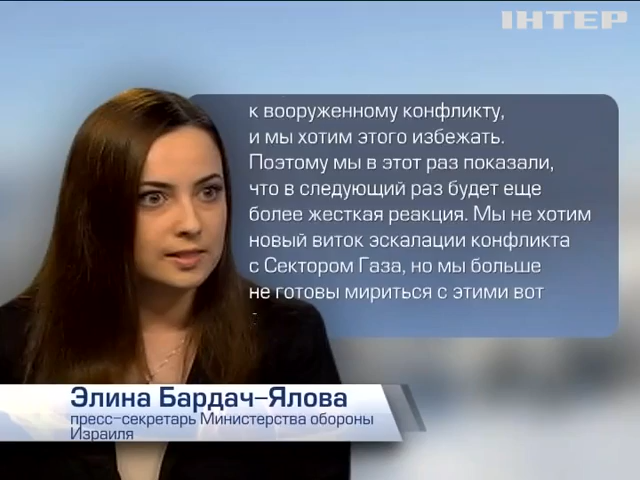 ІНТЕР
к вооруженному конфликту,
и мы хотим этого избежать.
Поэтому мы в этот раз показали,
что в следующий раз будет еще
более жесткая реакция. Мы не хотим
новый виток эскалации конфликта
с Сектором Газа, но мы больше
не готовы мириться с этими вот
Элина Бардач-Ялова
пресс-секретарь Министерства обороны
Израиля